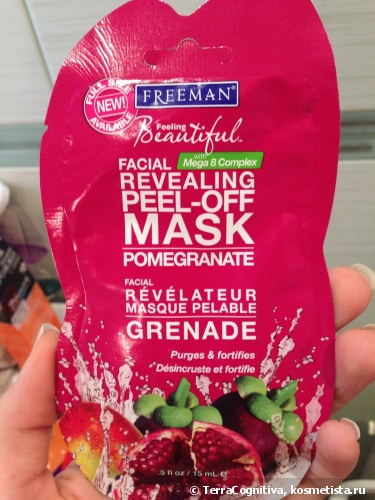 FULL SIZE
NEW!
AVAILABLE
FREEMAN®
Feeling
Beautiful™
with
FACIAL Mega 8 Complex
REVEALING
PEEL-OFF
MASK
POMEGRANATE
FACIAL
RÉVÉLATEUR
MASQUE PELABLE
GRENADE
Purges & fortifies
Désincruste et fortifie
.5 fl oz / 15 mL e
© TerraCognitiva, kosmetista.ru